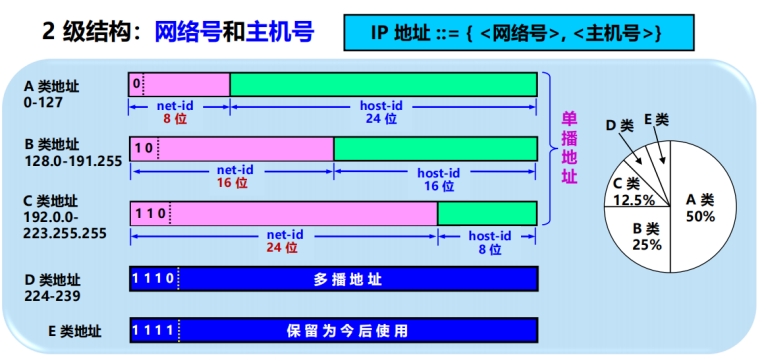 2 级结构：网络号和主机号
IP 地址 ::= { <网络号>, <主机号>}
A 类地址
0-127
0
net-id
8 位
host-id
24 位
B 类地址
128.0-191.255
1 0
net-id
16 位
host-id
16 位
C 类地址
192.0.0-
223.255.255
1 1 0
net-id
24 位
host-id
8 位
单播地址
D 类地址
224-239
1 1 1 0
多 播 地 址
E 类地址
1 1 1 1
保 留 为 今 后 使 用
D 类
E 类
C 类
12.5%
A 类
50%
B 类
25%